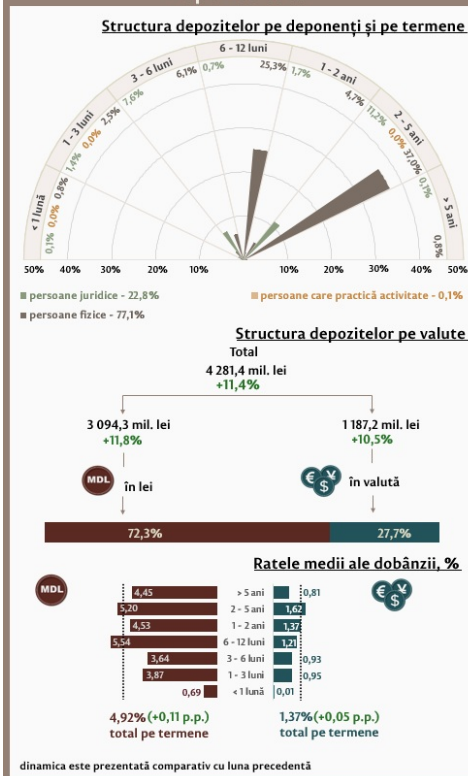 Structura depozitelor pe deponenți și pe termene
6 - 12 luni
3 - 6 luni
1 - 2 ani
1 - 3 luni
2 - 5 ani
< 1 lună
> 5 ani
0,1%
0,0%
0,8%
1,4%
0,0%
2,5%
7,6%
6,1%
0,7%
25,3%
1,7%
4,7%
11,2%
0,0%
37,0%
0,1%
0,8%
50% 40% 30% 20% 10% 10% 20% 30% 40% 50%
persoane juridice - 22,8%
persoane care practică activitate - 0,1%
persoane fizice - 77,1%
Structura depozitelor pe valute
Total
4 281,4 mil. lei
+11,4%
3 094,3 mil. lei
+11,8%
1 187,2 mil. lei
+10,5%
MDL
în lei
€ ¥ $
în valută
72,3%
27,7%
Ratele medii ale dobânzii, %
MDL
€ ¥ $
4,45 > 5 ani 0,81
5,20 2 - 5 ani 1,62
4,53 1 - 2 ani 1,37
5,54 6 - 12 luni 1,21
3,64 3 - 6 luni 0,93
3,87 1 - 3 luni 0,95
0,69 < 1 lună 0,01
4,92% (+0,11 p.p.)
total pe termene
1,37% (+0,05 p.p.)
total pe termene
dinamica este prezentată comparativ cu luna precedentă